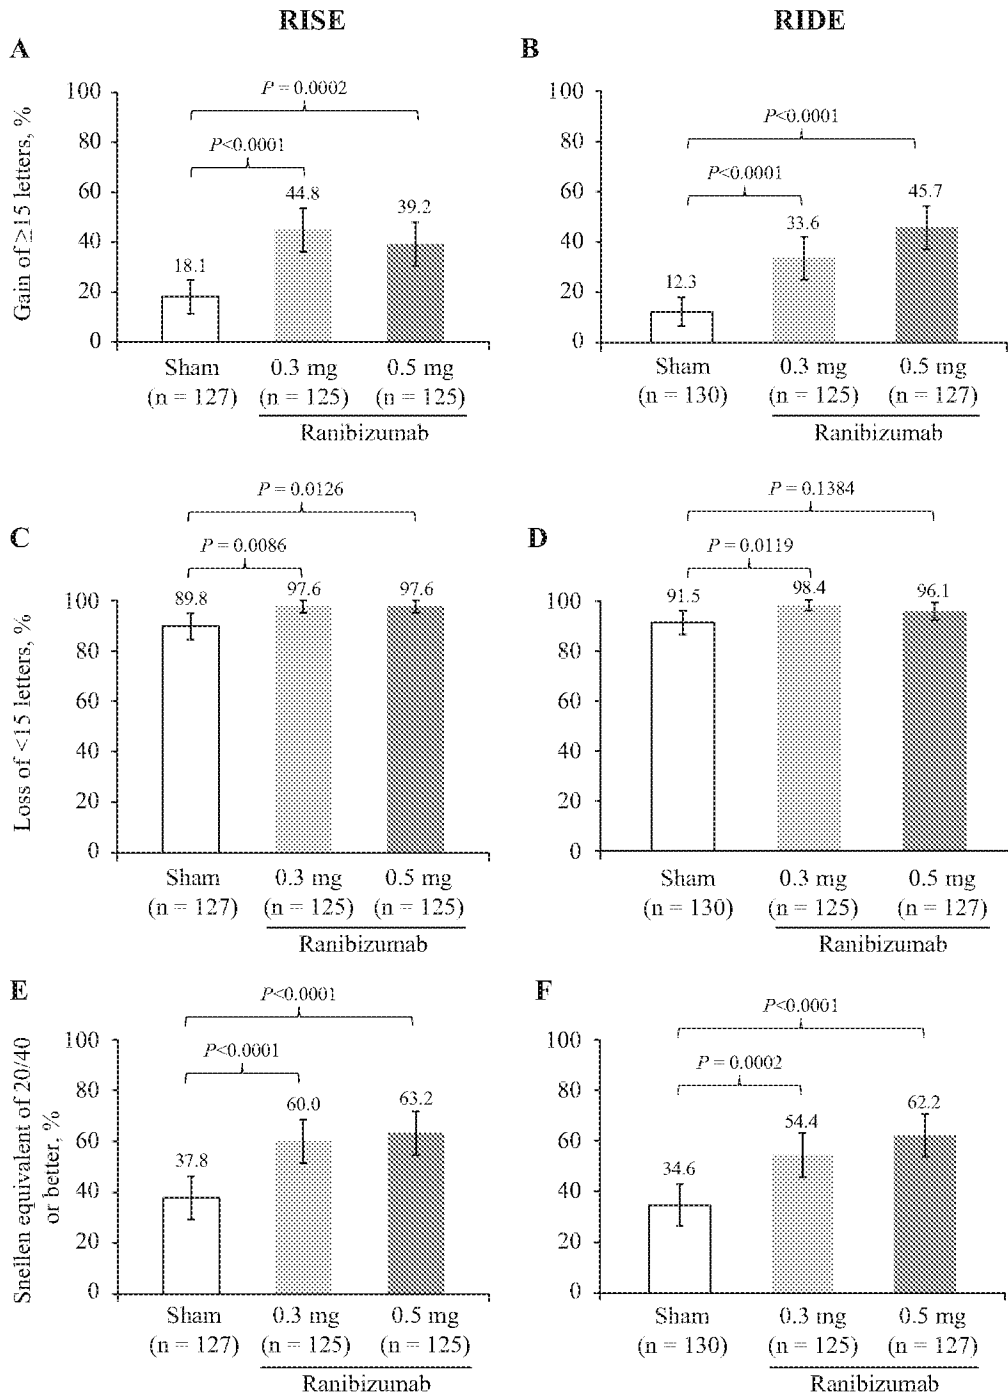 RISE
RIDE
A
Gain of ≥15 letters, %
100
80
60
40
20
0
P = 0.0002
P<0.0001
18.1
44.8
39.2
Sham
(n = 127)
0.3 mg
(n = 125)
0.5 mg
(n = 125)
Ranibizumab
B
100
80
60
40
20
0
P<0.0001
P<0.0001
12.3
33.6
45.7
Sham
(n = 130)
0.3 mg
(n = 125)
0.5 mg
(n = 127)
Ranibizumab
C
Loss of <15 letters, %
100
80
60
40
20
0
P = 0.0126
P = 0.0086
89.8
97.6
97.6
Sham
(n = 127)
0.3 mg
(n = 125)
0.5 mg
(n = 125)
Ranibizumab
D
100
80
60
40
20
0
P = 0.1384
P = 0.0119
91.5
98.4
96.1
Sham
(n = 130)
0.3 mg
(n = 125)
0.5 mg
(n = 127)
Ranibizumab
E
Snellen equivalent of 20/40
or better, %
100
80
60
40
20
0
P<0.0001
P<0.0001
37.8
60.0
63.2
Sham
(n = 127)
0.3 mg
(n = 125)
0.5 mg
(n = 125)
Ranibizumab
F
100
80
60
40
20
0
P<0.0001
P = 0.0002
34.6
54.4
62.2
Sham
(n = 130)
0.3 mg
(n = 125)
0.5 mg
(n = 127)
Ranibizumab